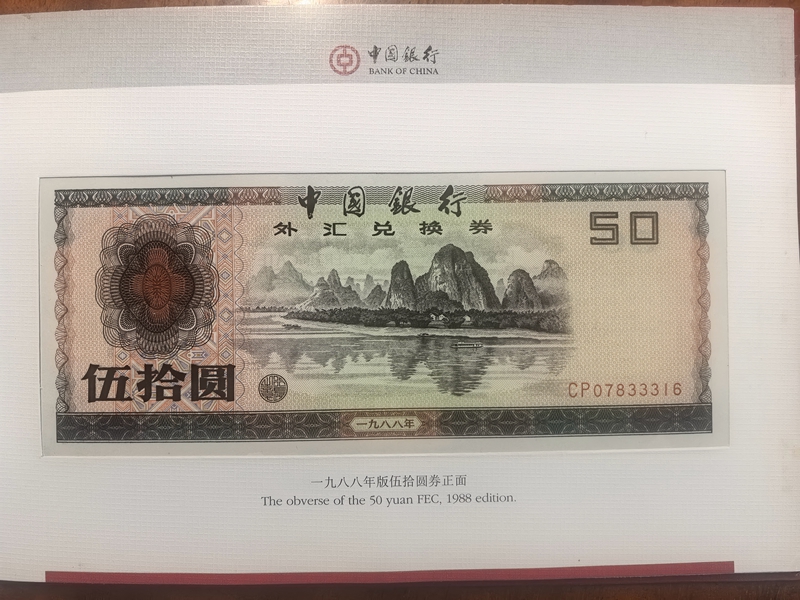 中国银行
BANK OF CHINA
中國銀行
外汇兑换券
50
伍拾圆
CP07833316
一九八八年
一九八八年版伍拾圆券正面
The obverse of the 50 yuan FEC, 1988 edition.